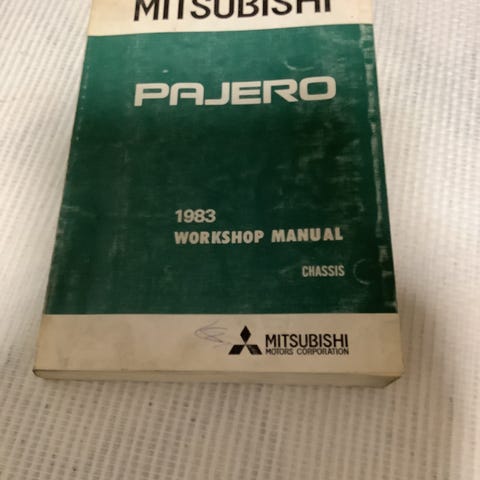 MITSUBISHI
PAJERO
1983
WORKSHOP MANUAL
CHASSIS
MITSUBISHI
MOTORS CORPORATION